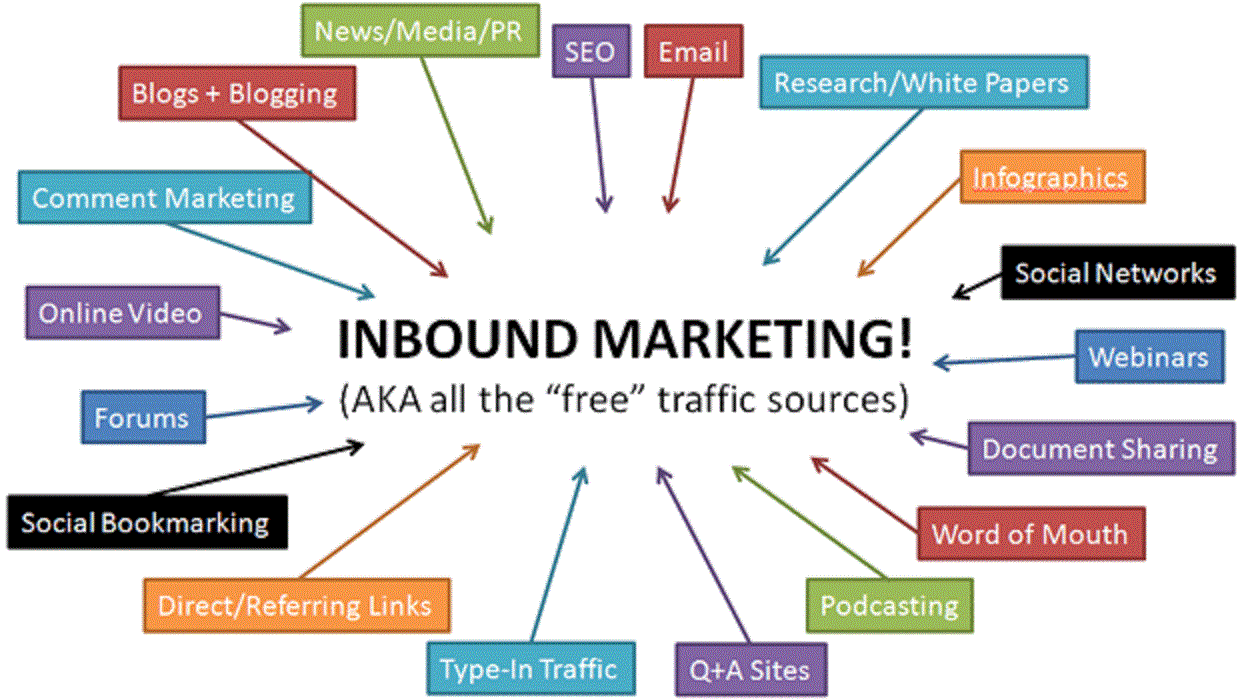 News/Media/PR
SEO
Email
Blogs + Blogging
Research/White Papers
Comment Marketing
Infographics
Online Video
Social Networks
INBOUND MARKETING!
(AKA all the “free” traffic sources)
Webinars
Forums
Document Sharing
Social Bookmarking
Word of Mouth
Direct/Referring Links
Podcasting
Type-In Traffic
Q+A Sites